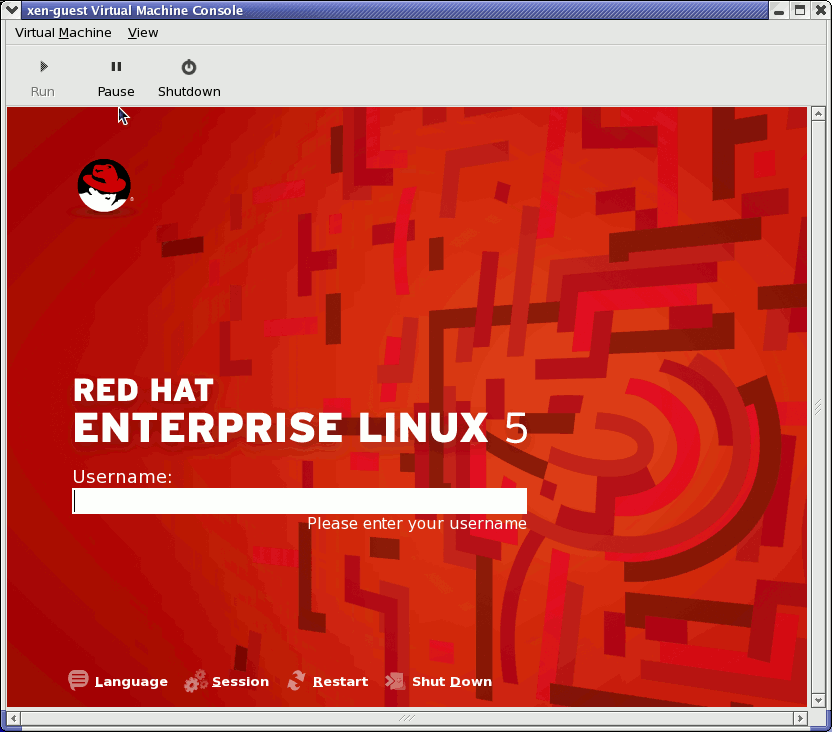 xen-guest Virtual Machine Console
Virtual Machine View
Run Pause Shutdown
RED HAT
ENTERPRISE LINUX 5
Username:
Please enter your username
Language Session Restart Shut Down